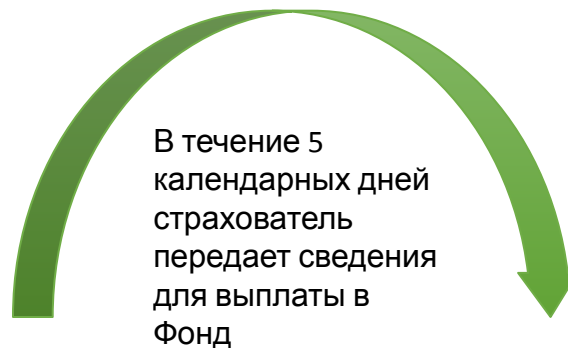 В течение 5
календарных дней
страхователь
передает сведения
для выплаты в
Фонд